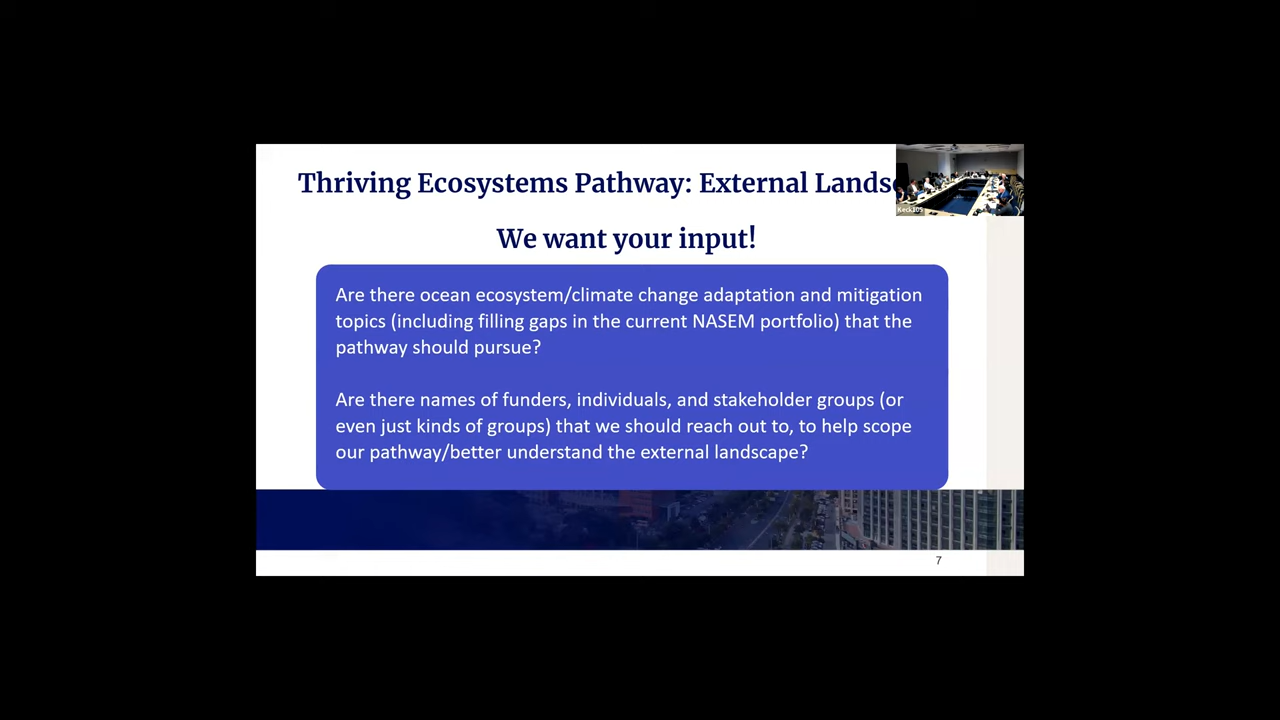 Thriving Ecosystems Pathway: External Lands
Keck105
We want your input!
Are there ocean ecosystem/climate change adaptation and mitigation
topics (including filling gaps in the current NASEM portfolio) that the
pathway should pursue?
Are there names of funders, individuals, and stakeholder groups (or
even just kinds of groups) that we should reach out to, to help scope
our pathway/better understand the external landscape?
7